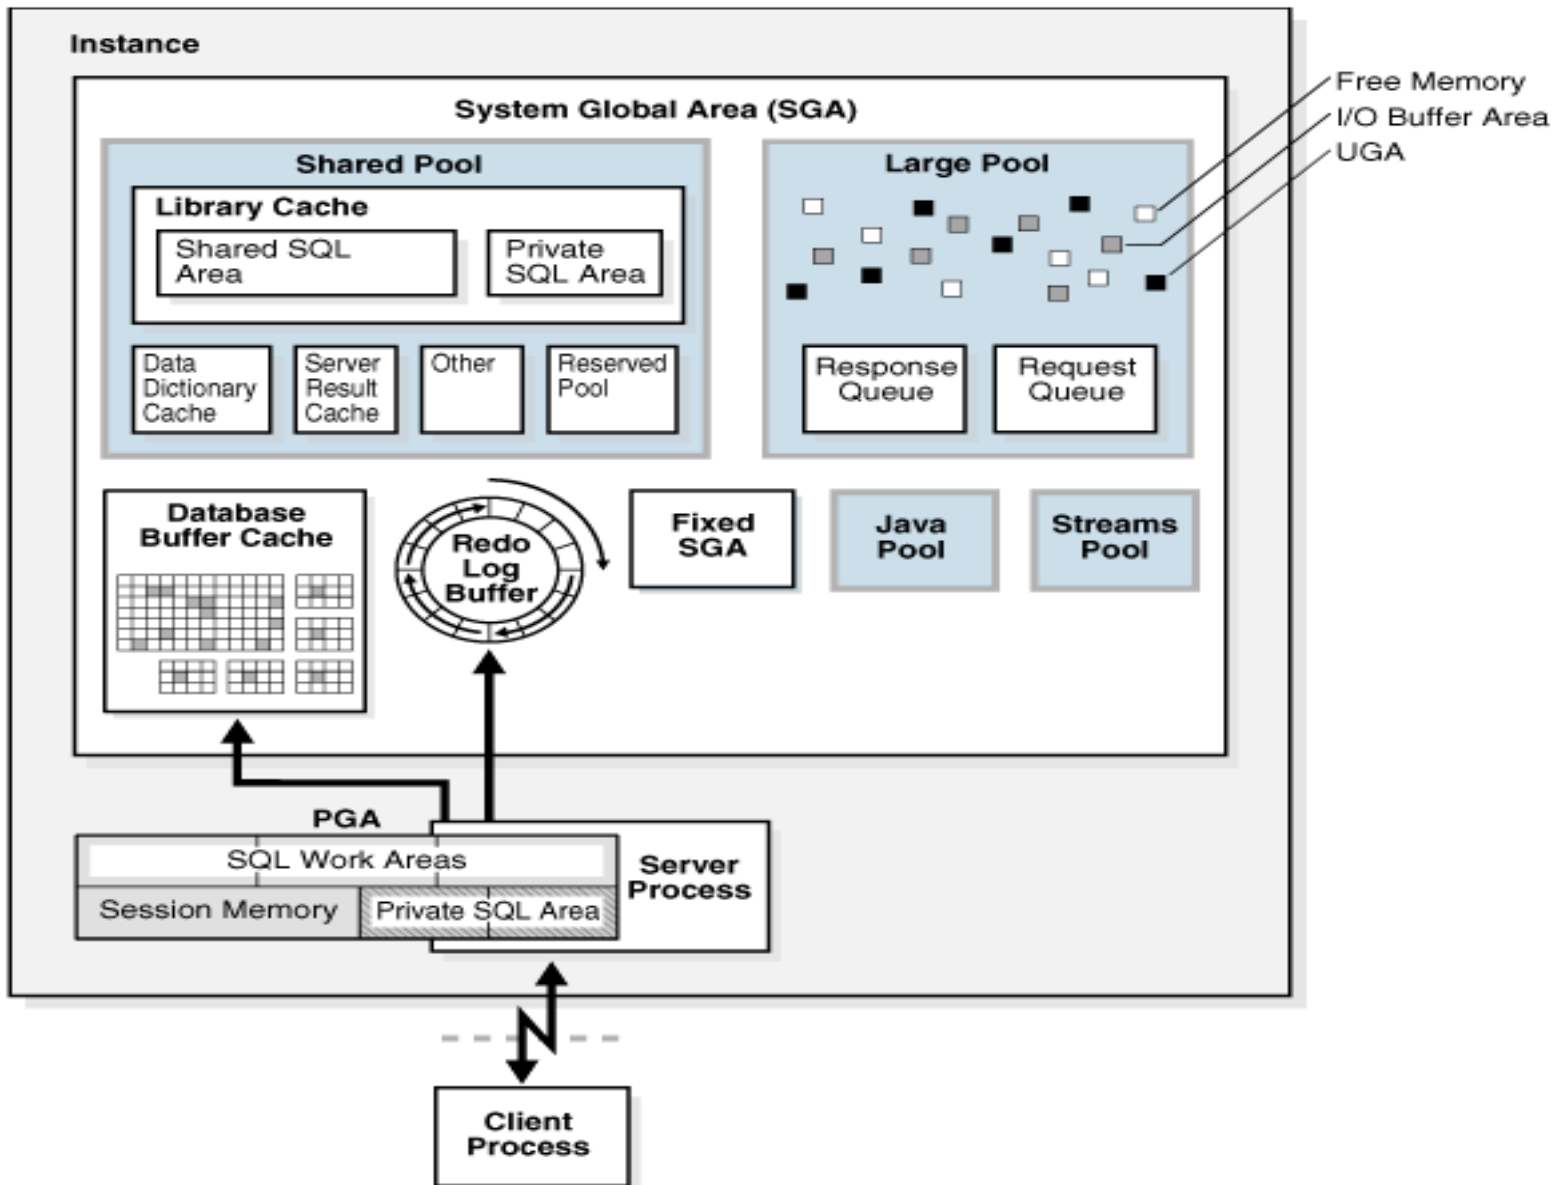 Instance
System Global Area (SGA)
Free Memory
I/O Buffer Area
UGA
Shared Pool
Library Cache
Shared SQL
Area
Private
SQL Area
Data
Dictionary
Cache
Server
Result
Cache
Other
Reserved
Pool
Large Pool
Response
Queue
Request
Queue
Database
Buffer Cache
Redo
Log
Buffer
Fixed
SGA
Java
Pool
Streams
Pool
PGA
SQL Work Areas
Session Memory
Private SQL Area
Server
Process
Client
Process